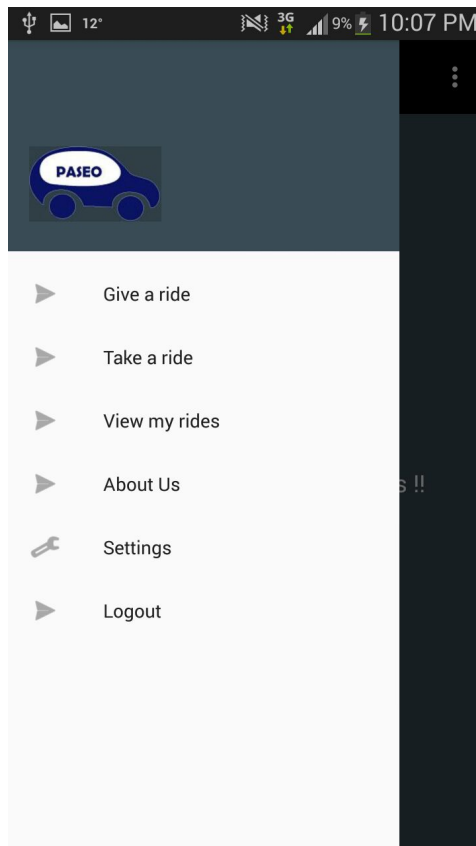 12° 3G 9% 10:07 PM
PASEO
Give a ride
Take a ride
View my rides
About Us
s !!
Settings
Logout